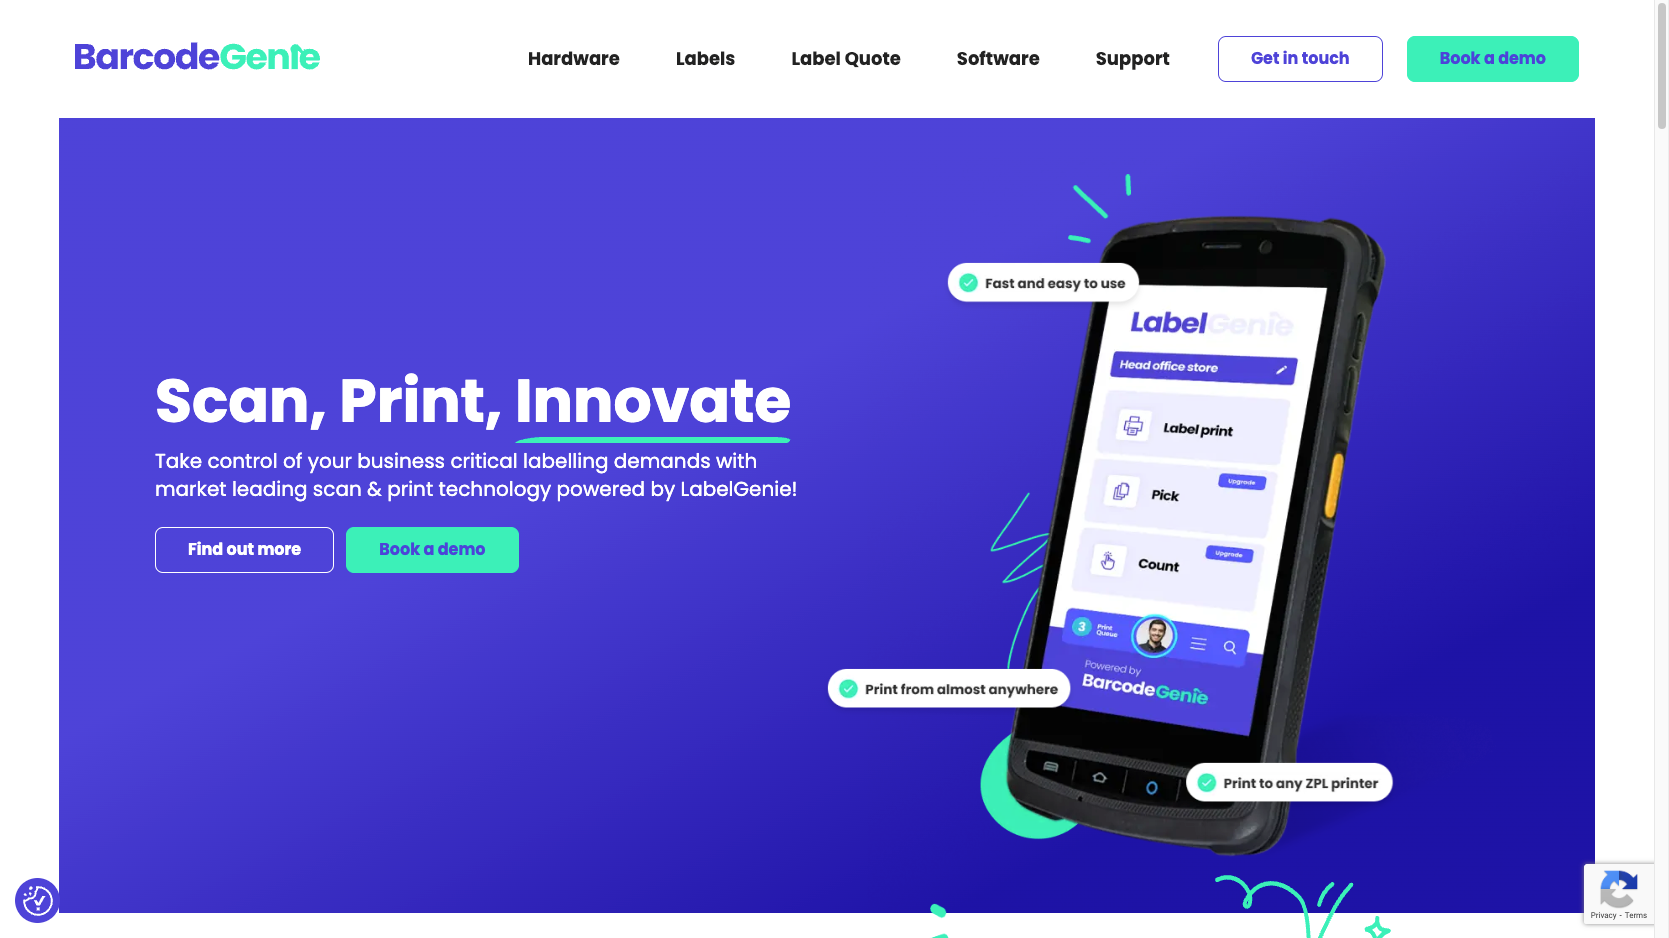 BarcodeGenie
Hardware
Labels
Label Quote
Software
Support
Get in touch
Book a demo
Scan, Print, Innovate
Take control of your business critical labelling demands with
market leading scan & print technology powered by LabelGenie!
Find out more
Book a demo
Fast and easy to use
LabelGenie
Head office store
Label print
Upgrade
Pick
Upgrade
Count
3
Print
Queue
Powered by
BarcodeGenie
Print from almost anywhere
Print to any ZPL printer
Privacy - Terms